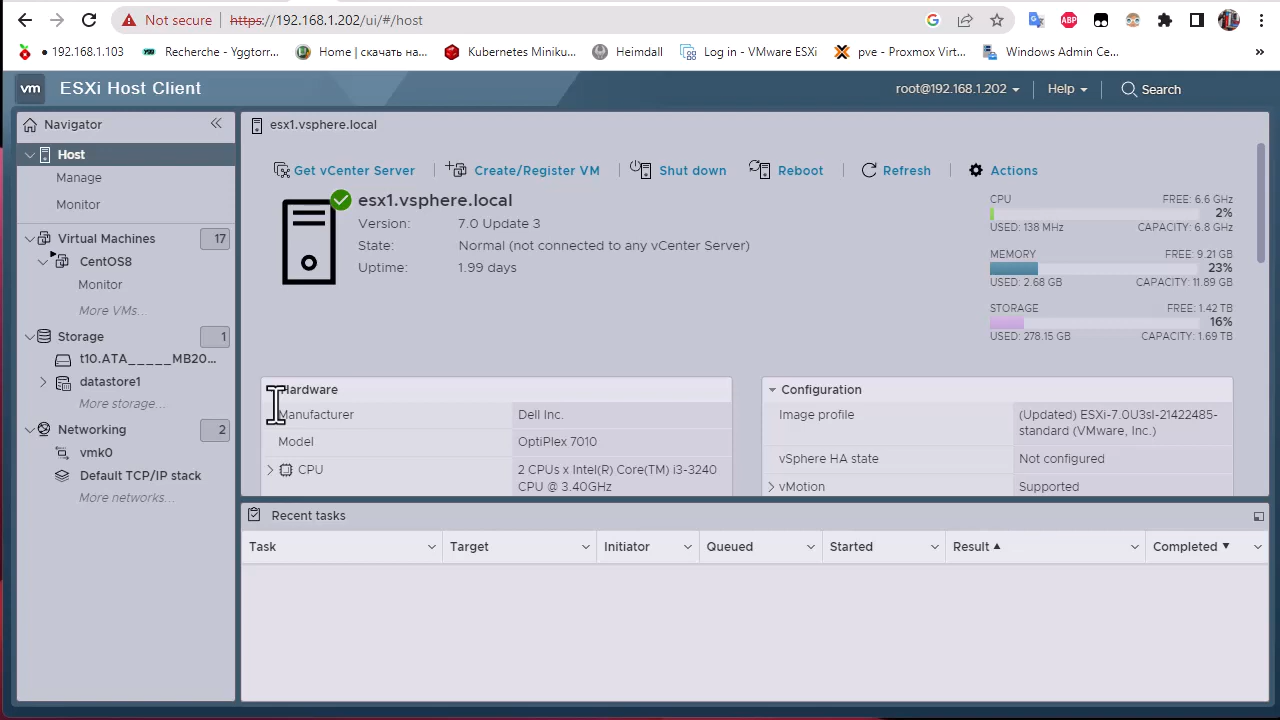 Not secure https://192.168.1.202/ui/#/host
192.168.1.103 Recherche - Yggtorr... Home | скачать на... Kubernetes Miniku... Heimdall Log in - VMware ESXi pve - Proxmox Virt... Windows Admin Ce... »
vm ESXi Host Client root@192.168.1.202 Help Search
Navigator
Host
Manage
Monitor
Virtual Machines 17
CentOS8
Monitor
More VMs...
Storage 1
t10.ATA_____MB20...
datastore1
More storage...
Networking 2
vmk0
Default TCP/IP stack
More networks...
esx1.vsphere.local
Get vCenter Server Create/Register VM Shut down Reboot Refresh Actions
esx1.vsphere.local
Version: 7.0 Update 3
State: Normal (not connected to any vCenter Server)
Uptime: 1.99 days
CPU FREE: 6.6 GHz
2%
USED: 138 MHz CAPACITY: 6.8 GHz
MEMORY FREE: 9.21 GB
23%
USED: 2.68 GB CAPACITY: 11.89 GB
STORAGE FREE: 1.42 TB
16%
USED: 278.15 GB CAPACITY: 1.69 TB
Hardware
Manufacturer Dell Inc.
Model OptiPlex 7010
CPU 2 CPUs x Intel(R) Core(TM) i3-3240
CPU @ 3.40GHz
Configuration
Image profile (Updated) ESXi-7.0U3sl-21422485-
standard (VMware, Inc.)
vSphere HA state Not configured
vMotion Supported
Recent tasks
Task Target Initiator Queued Started Result ▲ Completed ▼
ABP